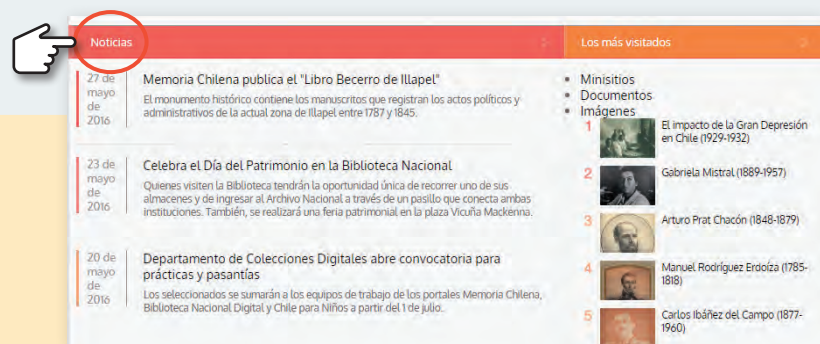 Noticias
27 de
mayo
de
2016
Memoria Chilena publica el "Libro Becerro de Illapel"
El monumento histórico contiene los manuscritos que registran los actos políticos y
administrativos de la actual zona de Illapel entre 1787 y 1845.
23 de
mayo
de
2016
Celebra el Día del Patrimonio en la Biblioteca Nacional
Quienes visiten la Biblioteca tendrán la oportunidad única de recorrer uno de sus
almacenes y de ingresar al Archivo Nacional a través de un pasillo que conecta ambas
instituciones. También, se realizará una feria patrimonial en la plaza Vicuña Mackenna.
20 de
mayo
de
2016
Departamento de Colecciones Digitales abre convocatoria para
prácticas y pasantías
Los seleccionados se sumarán a los equipos de trabajo de los portales Memoria Chilena,
Biblioteca Nacional Digital y Chile para Niños a partir del 1 de julio.
Los más visitados
Minisitios
Documentos
Imágenes
1
El impacto de la Gran Depresión
en Chile (1929-1932)
2
Gabriela Mistral (1889-1957)
3
Arturo Prat Chacón (1848-1879)
4
Manuel Rodríguez Erdoíza (1785-
1818)
5
Carlos Ibáñez del Campo (1877-
1960)